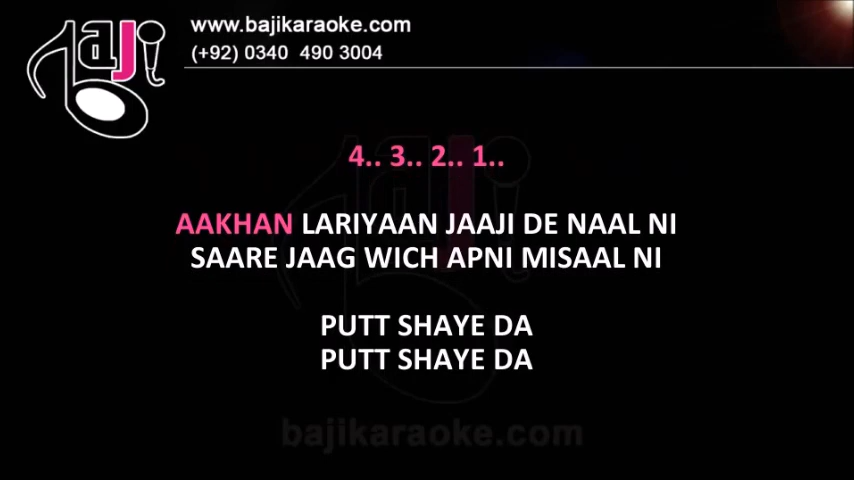 BAJI
www.bajikaraoke.com
(+92) 0340 490 3004
4.. 3.. 2.. 1..
AAKHAN LARIYAAN JAAJI DE NAAL NI
SAARE JAAG WICH APNI MISAAL NI
PUTT SHAYE DA
PUTT SHAYE DA
bajikaraoke.com